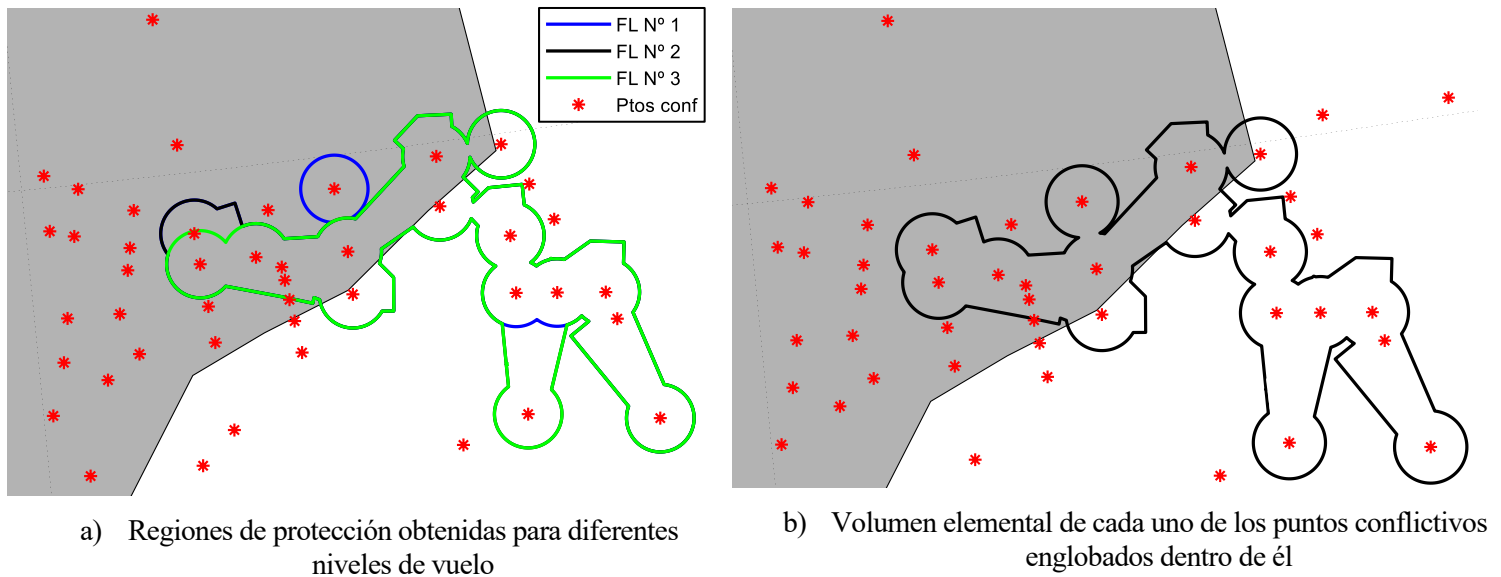 FL Nº 1
FL Nº 2
FL Nº 3
Ptos conf
a) Regiones de protección obtenidas para diferentes
niveles de vuelo
b) Volumen elemental de cada uno de los puntos conflictivos
englobados dentro de él